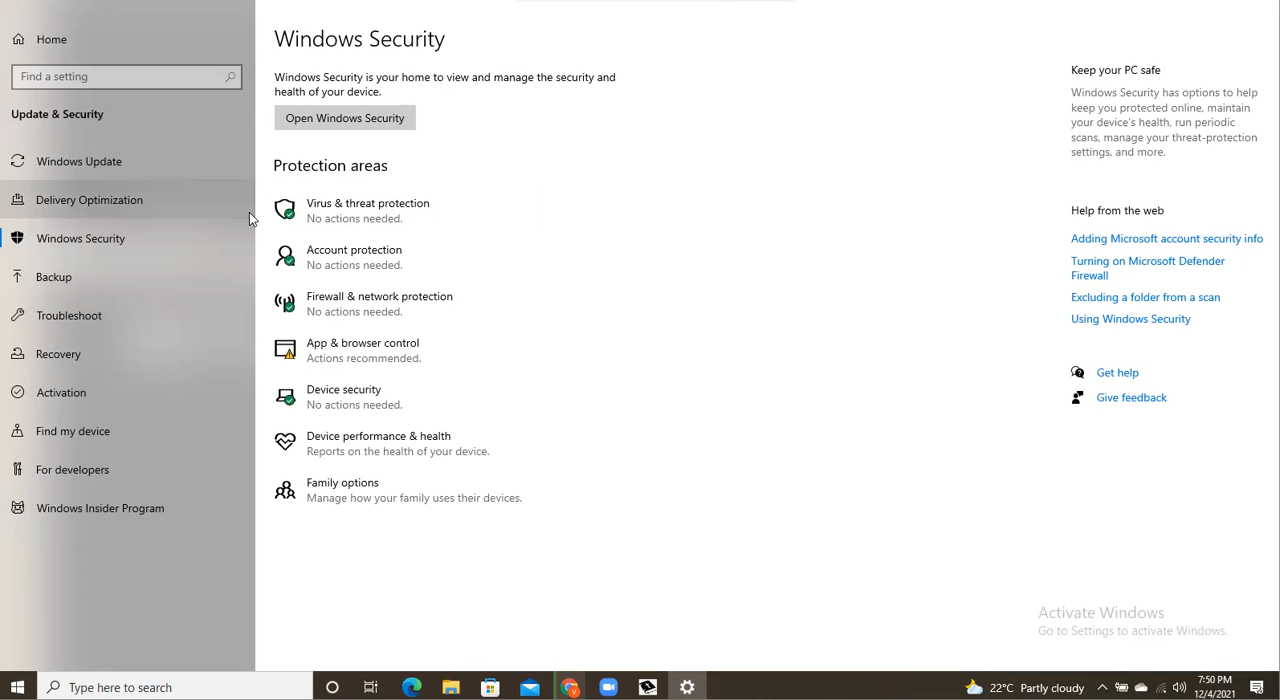 Home
Find a setting
Update & Security
Windows Update
Delivery Optimization
Windows Security
Backup
Troubleshoot
Recovery
Activation
Find my device
For developers
Windows Insider Program
Windows Security
Windows Security is your home to view and manage the security and
health of your device.
Open Windows Security
Protection areas
Virus & threat protection
No actions needed.
Account protection
No actions needed.
Firewall & network protection
No actions needed.
App & browser control
Actions recommended.
Device security
No actions needed.
Device performance & health
Reports on the health of your device.
Family options
Manage how your family uses their devices.
Keep your PC safe
Windows Security has options to help
keep you protected online, maintain
your device's health, run periodic
scans, manage your threat-protection
settings, and more.
Help from the web
Adding Microsoft account security info
Turning on Microsoft Defender
Firewall
Excluding a folder from a scan
Using Windows Security
Get help
Give feedback
Activate Windows
Go to Settings to activate Windows.
Type here to search
22°C Partly cloudy
7:50 PM
12/4/2021